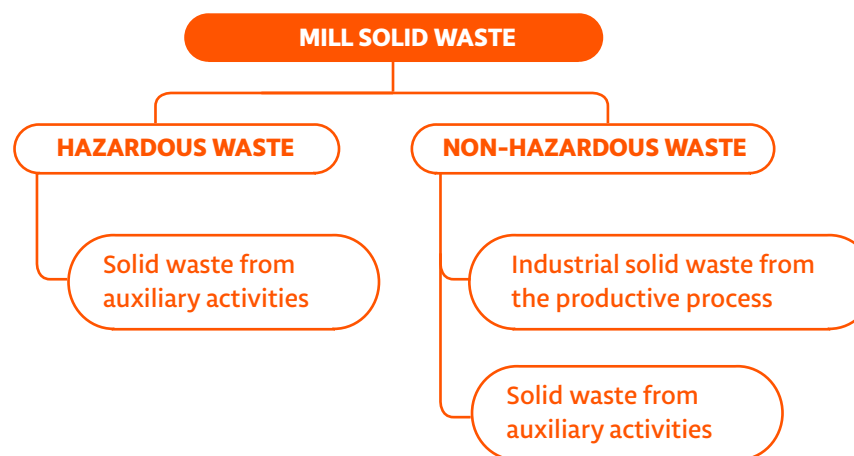 MILL SOLID WASTE
HAZARDOUS WASTE
NON-HAZARDOUS WASTE
Solid waste from
auxiliary activities
Industrial solid waste from
the productive process
Solid waste from
auxiliary activities